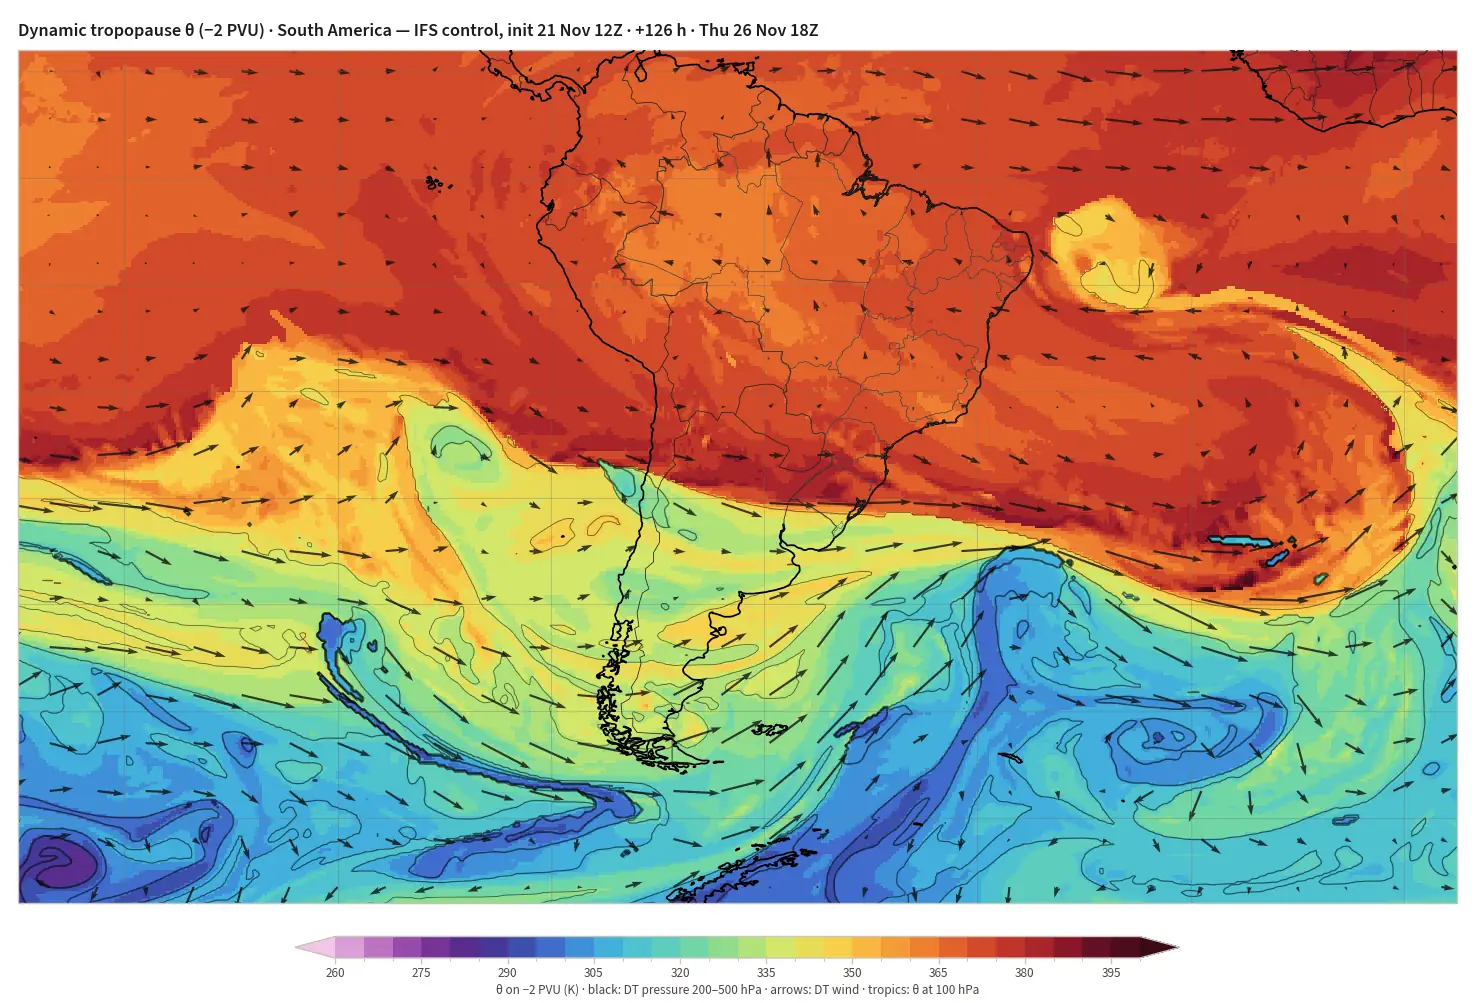 Dynamic tropopause θ (−2 PVU) · South America — IFS control, init 21 Nov 12Z · +126 h · Thu 26 Nov 18Z
260 275 290 305 320 335 350 365 380 395
θ on −2 PVU (K) · black: DT pressure 200–500 hPa · arrows: DT wind · tropics: θ at 100 hPa